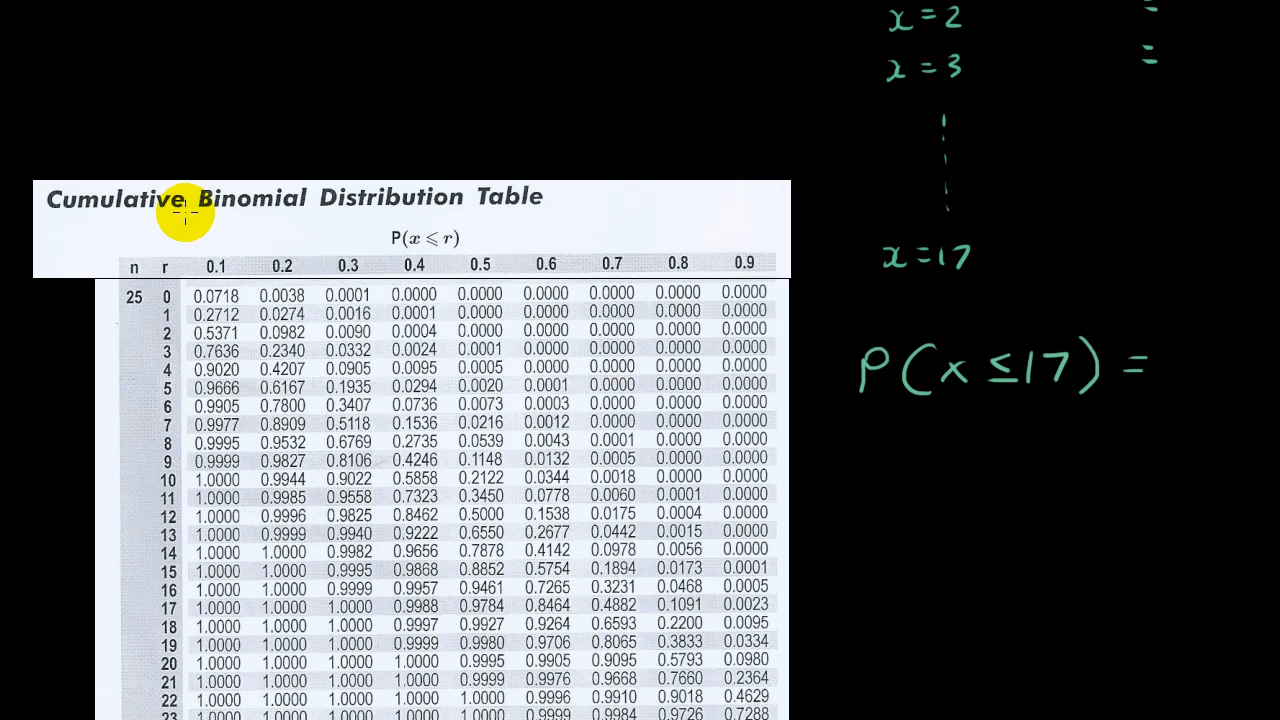 x = 2 =
x = 3 =
x = 17
P(x ≤ 17) =
Cumulative Binomial Distribution Table
P(x ⩽ r)
n r 0.1 0.2 0.3 0.4 0.5 0.6 0.7 0.8 0.9
25 0 0.0718 0.0038 0.0001 0.0000 0.0000 0.0000 0.0000 0.0000 0.0000
1 0.2712 0.0274 0.0016 0.0001 0.0000 0.0000 0.0000 0.0000 0.0000
2 0.5371 0.0982 0.0090 0.0004 0.0000 0.0000 0.0000 0.0000 0.0000
3 0.7636 0.2340 0.0332 0.0024 0.0001 0.0000 0.0000 0.0000 0.0000
4 0.9020 0.4207 0.0905 0.0095 0.0005 0.0000 0.0000 0.0000 0.0000
5 0.9666 0.6167 0.1935 0.0294 0.0020 0.0001 0.0000 0.0000 0.0000
6 0.9905 0.7800 0.3407 0.0736 0.0073 0.0003 0.0000 0.0000 0.0000
7 0.9977 0.8909 0.5118 0.1536 0.0216 0.0012 0.0000 0.0000 0.0000
8 0.9995 0.9532 0.6769 0.2735 0.0539 0.0043 0.0001 0.0000 0.0000
9 0.9999 0.9827 0.8106 0.4246 0.1148 0.0132 0.0005 0.0000 0.0000
10 1.0000 0.9944 0.9022 0.5858 0.2122 0.0344 0.0018 0.0000 0.0000
11 1.0000 0.9985 0.9558 0.7323 0.3450 0.0778 0.0060 0.0001 0.0000
12 1.0000 0.9996 0.9825 0.8462 0.5000 0.1538 0.0175 0.0004 0.0000
13 1.0000 0.9999 0.9940 0.9222 0.6550 0.2677 0.0442 0.0015 0.0000
14 1.0000 1.0000 0.9982 0.9656 0.7878 0.4142 0.0978 0.0056 0.0000
15 1.0000 1.0000 0.9995 0.9868 0.8852 0.5754 0.1894 0.0173 0.0001
16 1.0000 1.0000 0.9999 0.9957 0.9461 0.7265 0.3231 0.0468 0.0005
17 1.0000 1.0000 1.0000 0.9988 0.9784 0.8464 0.4882 0.1091 0.0023
18 1.0000 1.0000 1.0000 0.9997 0.9927 0.9264 0.6593 0.2200 0.0095
19 1.0000 1.0000 1.0000 0.9999 0.9980 0.9706 0.8065 0.3833 0.0334
20 1.0000 1.0000 1.0000 1.0000 0.9995 0.9905 0.9095 0.5793 0.0980
21 1.0000 1.0000 1.0000 1.0000 0.9999 0.9976 0.9668 0.7660 0.2364
22 1.0000 1.0000 1.0000 1.0000 1.0000 0.9996 0.9910 0.9018 0.4629
23 1.0000 1.0000 1.0000 1.0000 1.0000 0.9999 0.9984 0.9726 0.7288